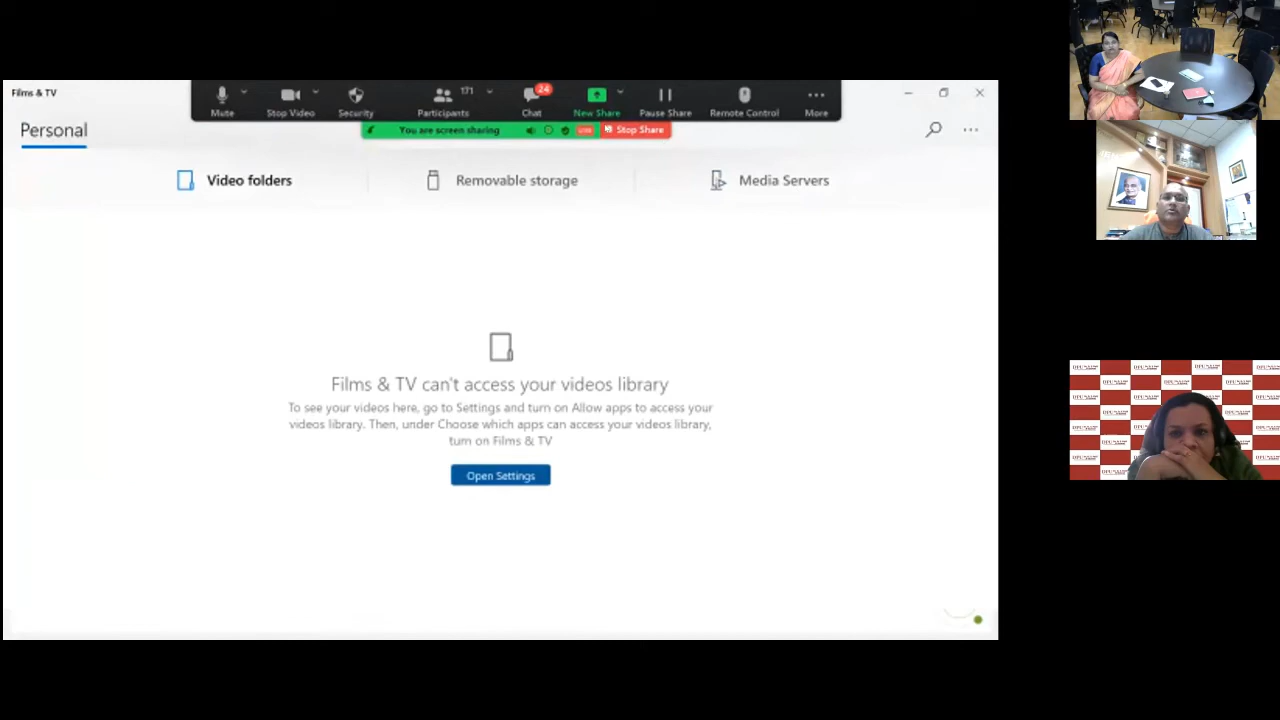 Films & TV
Mute
Stop Video
Security
171
Participants
24
Chat
New Share
Pause Share
Remote Control
More
You are screen sharing
LIVE
Stop Share
Personal
Video folders
Removable storage
Media Servers
Films & TV can't access your videos library
To see your videos here, go to Settings and turn on Allow apps to access your
videos library. Then, under Choose which apps can access your videos library,
turn on Films & TV
Open Settings